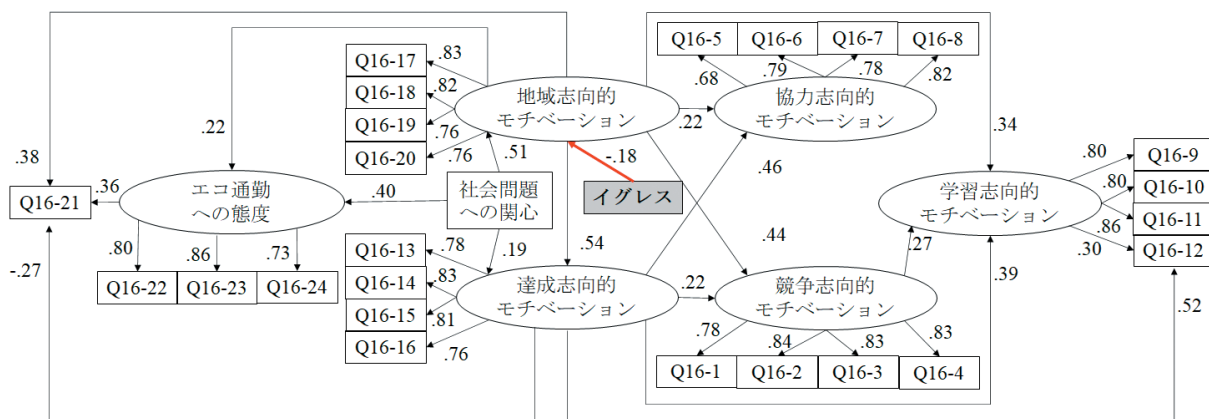 Q16-5
Q16-6
Q16-7
Q16-8
.83
Q16-17
.68
.79
.78
.82
.82
Q16-18
地域志向的
モチベーション
協力志向的
モチベーション
Q16-19
.76
.22
.22
Q16-20
.76
.34
.38
.51
-.18
.46
.80
Q16-9
エコ通勤
への態度
.36
Q16-21
.40
社会問題
への関心
イグレス
学習志向的
モチベーション
.80
Q16-10
Q16-11
.86
Q16-12
.30
.80
.86
.73
Q16-13
.78
.19
.54
.44
.27
.39
-.27
Q16-14
.83
達成志向的
モチベーション
.22
競争志向的
モチベーション
.52
Q16-22
Q16-23
Q16-24
Q16-15
.81
Q16-16
.76
.78
.84
.83
.83
Q16-1
Q16-2
Q16-3
Q16-4